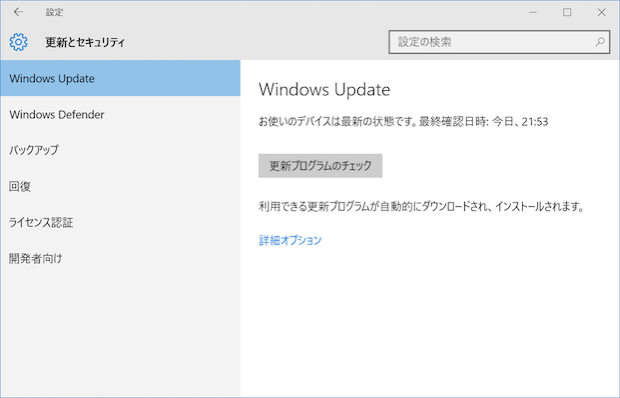 設定
更新とセキュリティ
設定の検索
Windows Update
Windows Defender
バックアップ
回復
ライセンス認証
開発者向け
Windows Update
お使いのデバイスは最新の状態です。最終確認日時: 今日、21:53
更新プログラムのチェック
利用できる更新プログラムが自動的にダウンロードされ、インストールされます。
詳細オプション